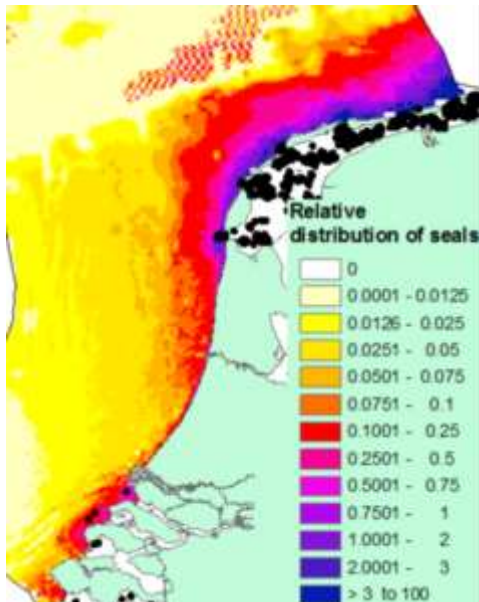 Relative
distribution of seals
0
0.0001 - 0.0125
0.0126 - 0.025
0.0251 - 0.05
0.0501 - 0.075
0.0751 - 0.1
0.1001 - 0.25
0.2501 - 0.5
0.5001 - 0.75
0.7501 - 1
1.0001 - 2
2.0001 - 3
> 3 to 100